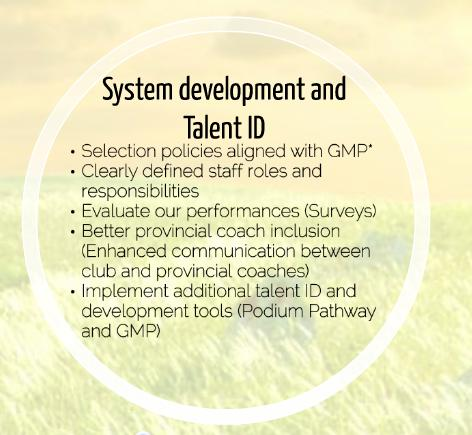 System development and
Talent ID
• Selection policies aligned with GMP*
• Clearly defined staff roles and
responsibilities
• Evaluate our performances (Surveys)
• Better provincial coach inclusion
(Enhanced communication between
club and provincial coaches)
• Implement additional talent ID and
development tools (Podium Pathway
and GMP)